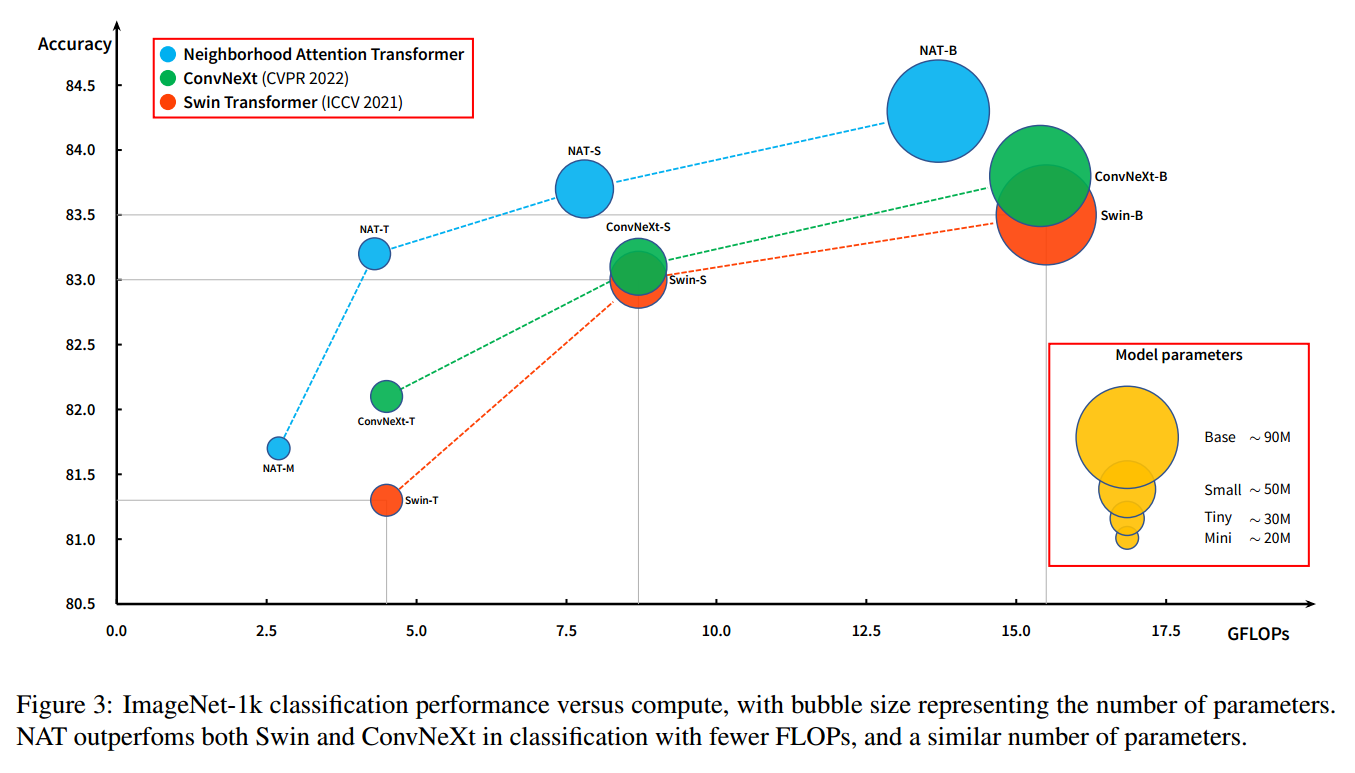 Accuracy
Neighborhood Attention Transformer
ConvNeXt (CVPR 2022)
Swin Transformer (ICCV 2021)
84.5
84.0
83.5
83.0
82.5
82.0
81.5
81.0
80.5
NAT-B
NAT-S
NAT-T
NAT-M
ConvNeXt-B
Swin-B
ConvNeXt-S
Swin-S
ConvNeXt-T
Swin-T
Model parameters
Base ~ 90M
Small ~ 50M
Tiny ~ 30M
Mini ~ 20M
0.0 2.5 5.0 7.5 10.0 12.5 15.0 17.5 GFLOPs
Figure 3: ImageNet-1k classification performance versus compute, with bubble size representing the number of parameters.
NAT outperfoms both Swin and ConvNeXt in classification with fewer FLOPs, and a similar number of parameters.